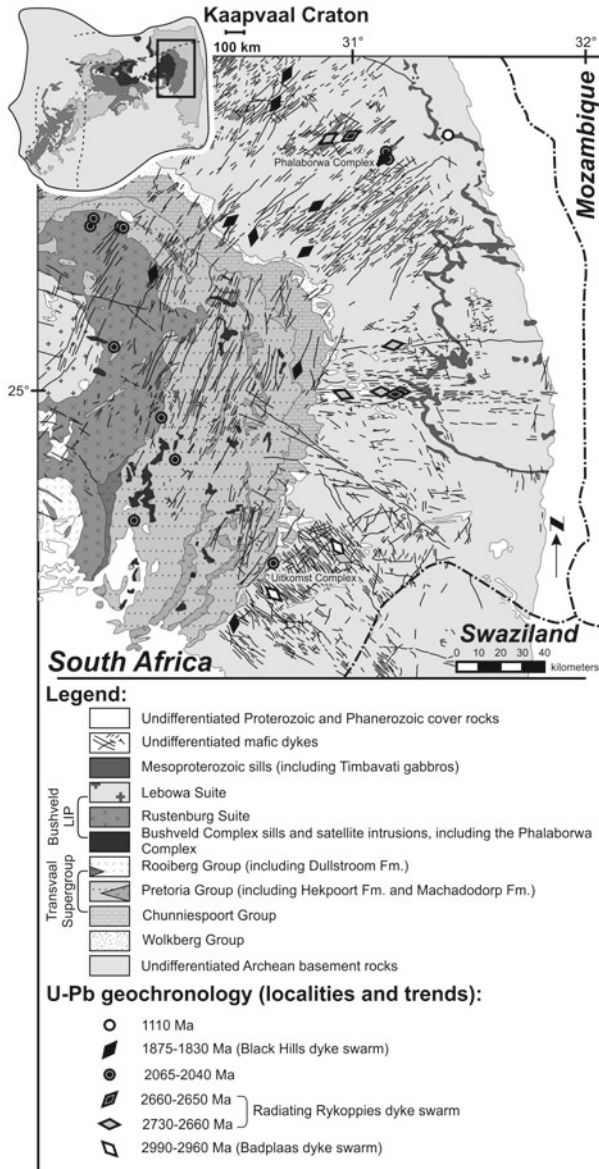 Kaapvaal Craton
100 km
31°
32°
Mozambique
Phalaborwa Complex
25°
Uitkomst Complex
N
Swaziland
South Africa
0 10 20 30 40
kilometers
Legend:
Undifferentiated Proterozoic and Phanerozoic cover rocks
Undifferentiated mafic dykes
Mesoproterozoic sills (including Timbavati gabbros)
Bushveld
LIP
Lebowa Suite
Rustenburg Suite
Bushveld Complex sills and satellite intrusions, including the Phalaborwa
Complex
Transvaal
Supergroup
Rooiberg Group (including Dullstroom Fm.)
Pretoria Group (including Hekpoort Fm. and Machadodorp Fm.)
Chunniespoort Group
Wolkberg Group
Undifferentiated Archean basement rocks
U-Pb geochronology (localities and trends):
1110 Ma
1875-1830 Ma (Black Hills dyke swarm)
2065-2040 Ma
2660-2650 Ma
2730-2660 Ma
Radiating Rykoppies dyke swarm
2990-2960 Ma (Badplaas dyke swarm)